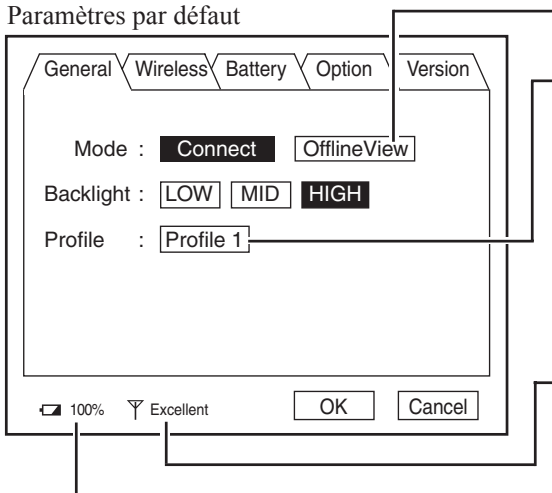 Paramètres par défaut
General Wireless Battery Option Version
Mode : Connect OfflineView
Backlight : LOW MID HIGH
Profile : Profile 1
100% Excellent OK Cancel